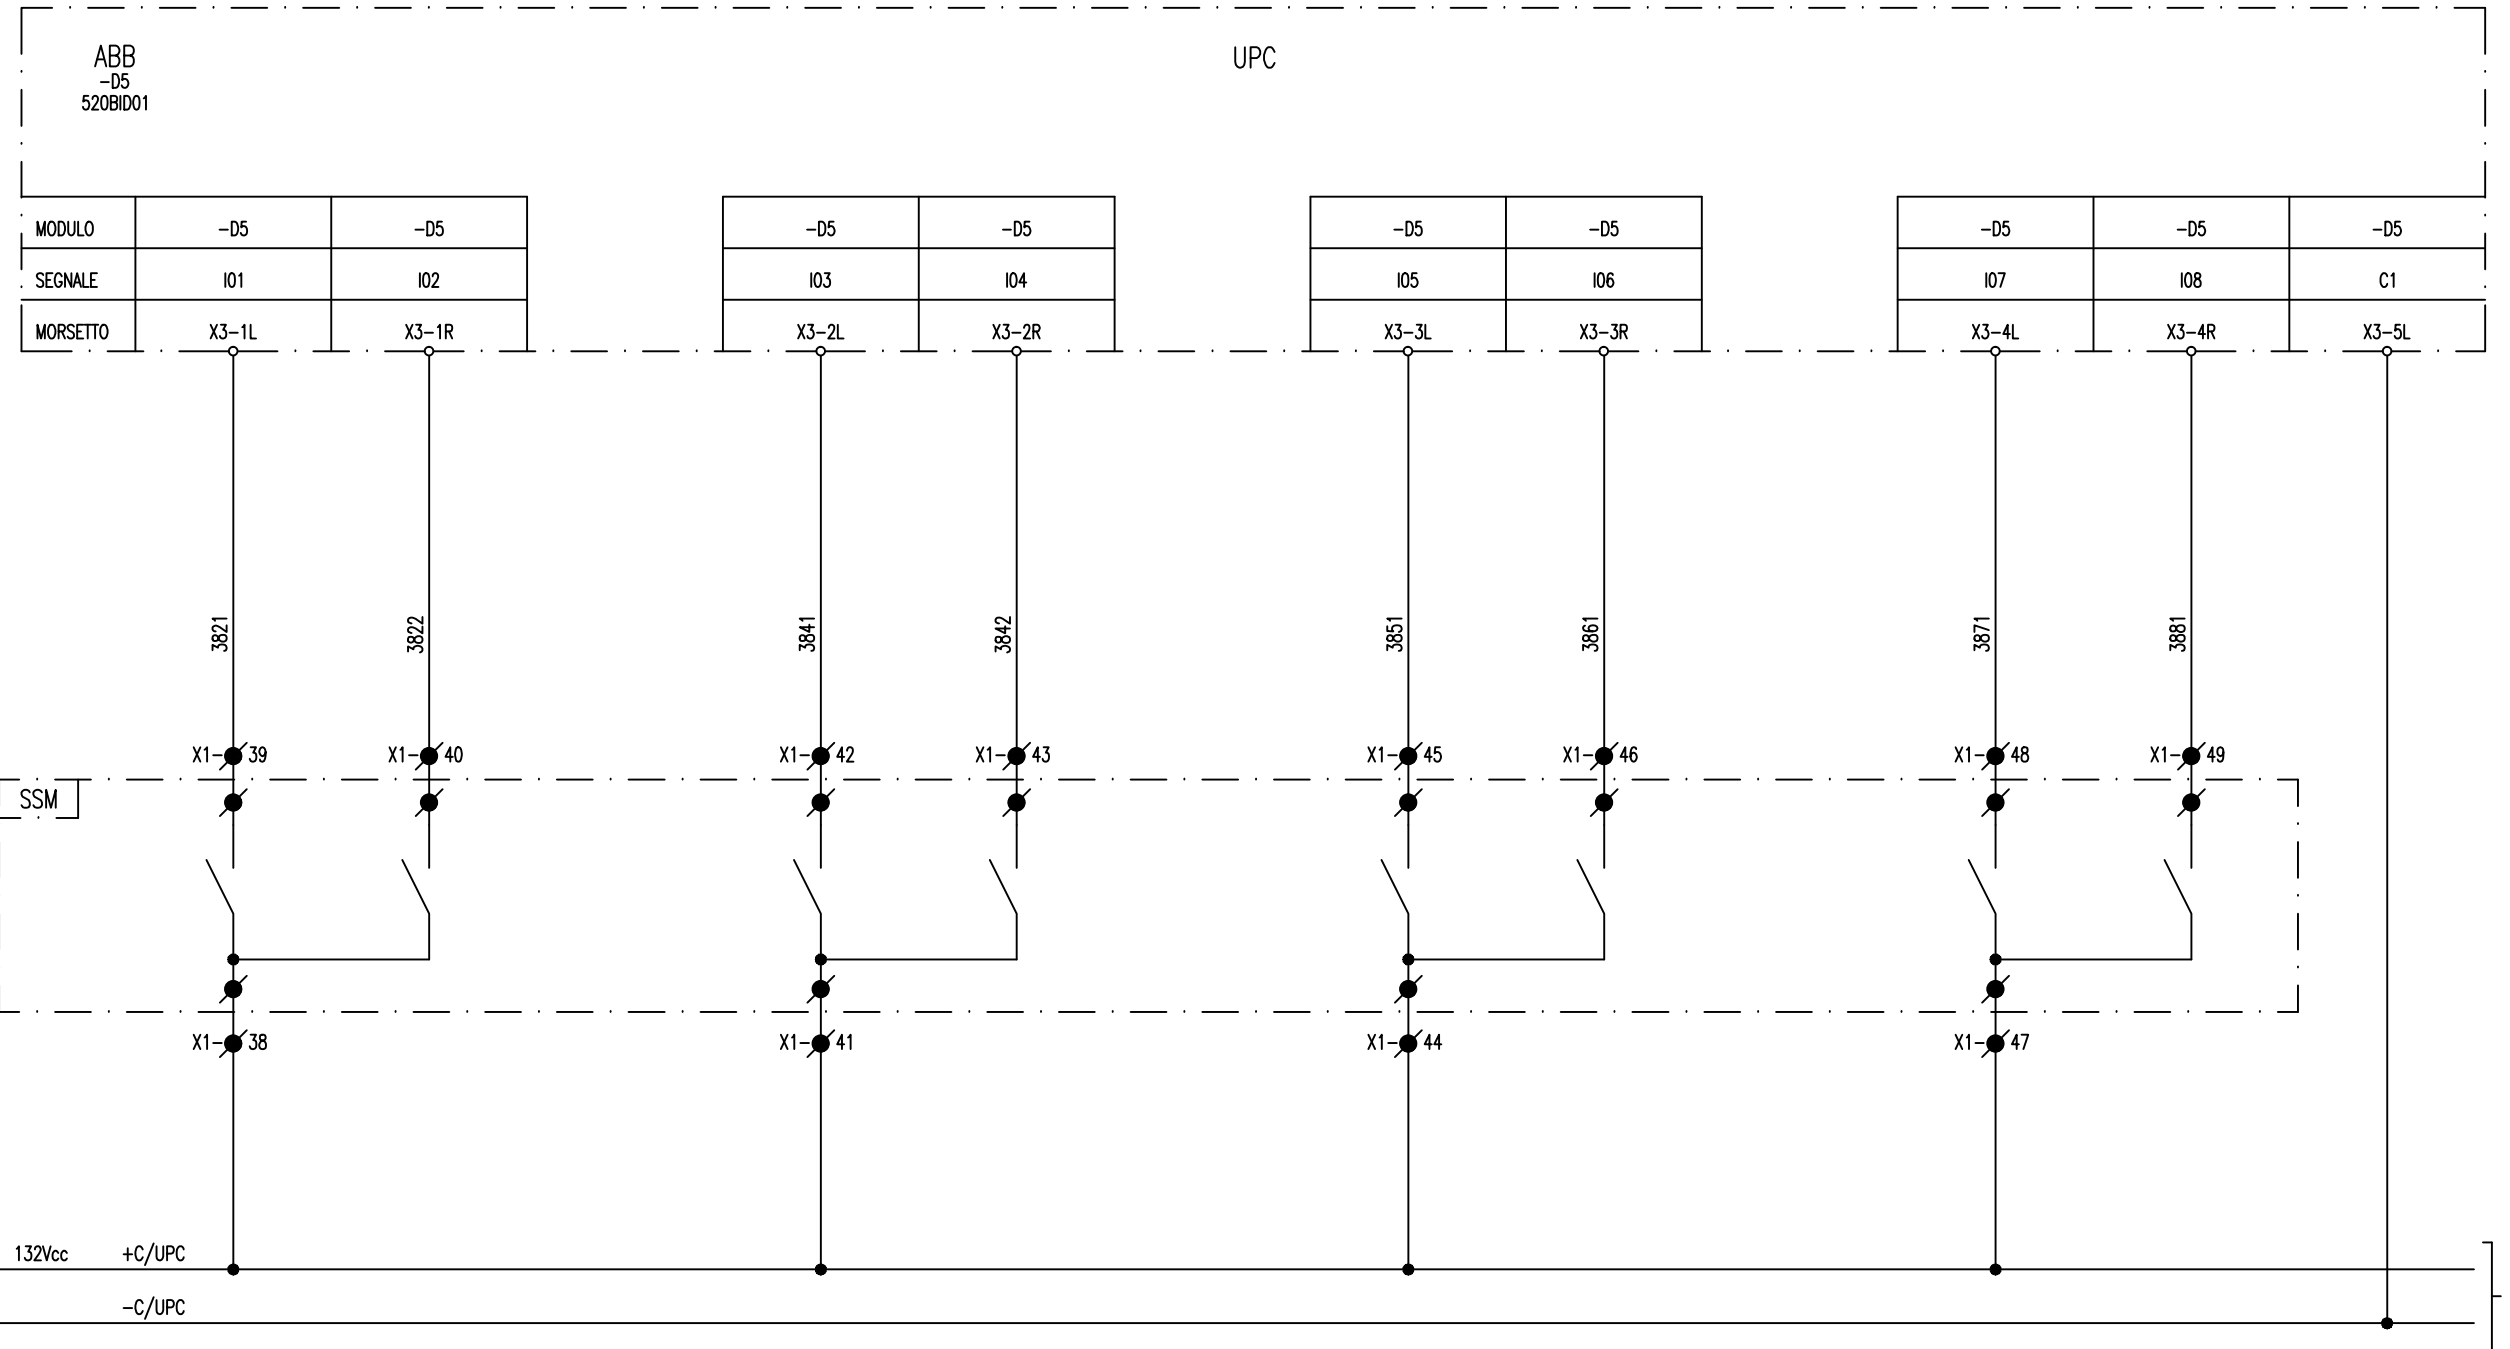 ABB
-D5
520BID01
UPC
MODULO -D5 -D5 -D5 -D5 -D5 -D5 -D5 -D5 -D5
SEGNALE I01 I02 I03 I04 I05 I06 I07 I08 C1
MORSETTO X3-1L X3-1R X3-2L X3-2R X3-3L X3-3R X3-4L X3-4R X3-5L
3821 3822 3841 3842 3851 3861 3871 3881
X1- 39 X1- 40 X1- 42 X1- 43 X1- 45 X1- 46 X1- 48 X1- 49
SSM
X1- 38 X1- 41 X1- 44 X1- 47
132Vcc +C/UPC
-C/UPC